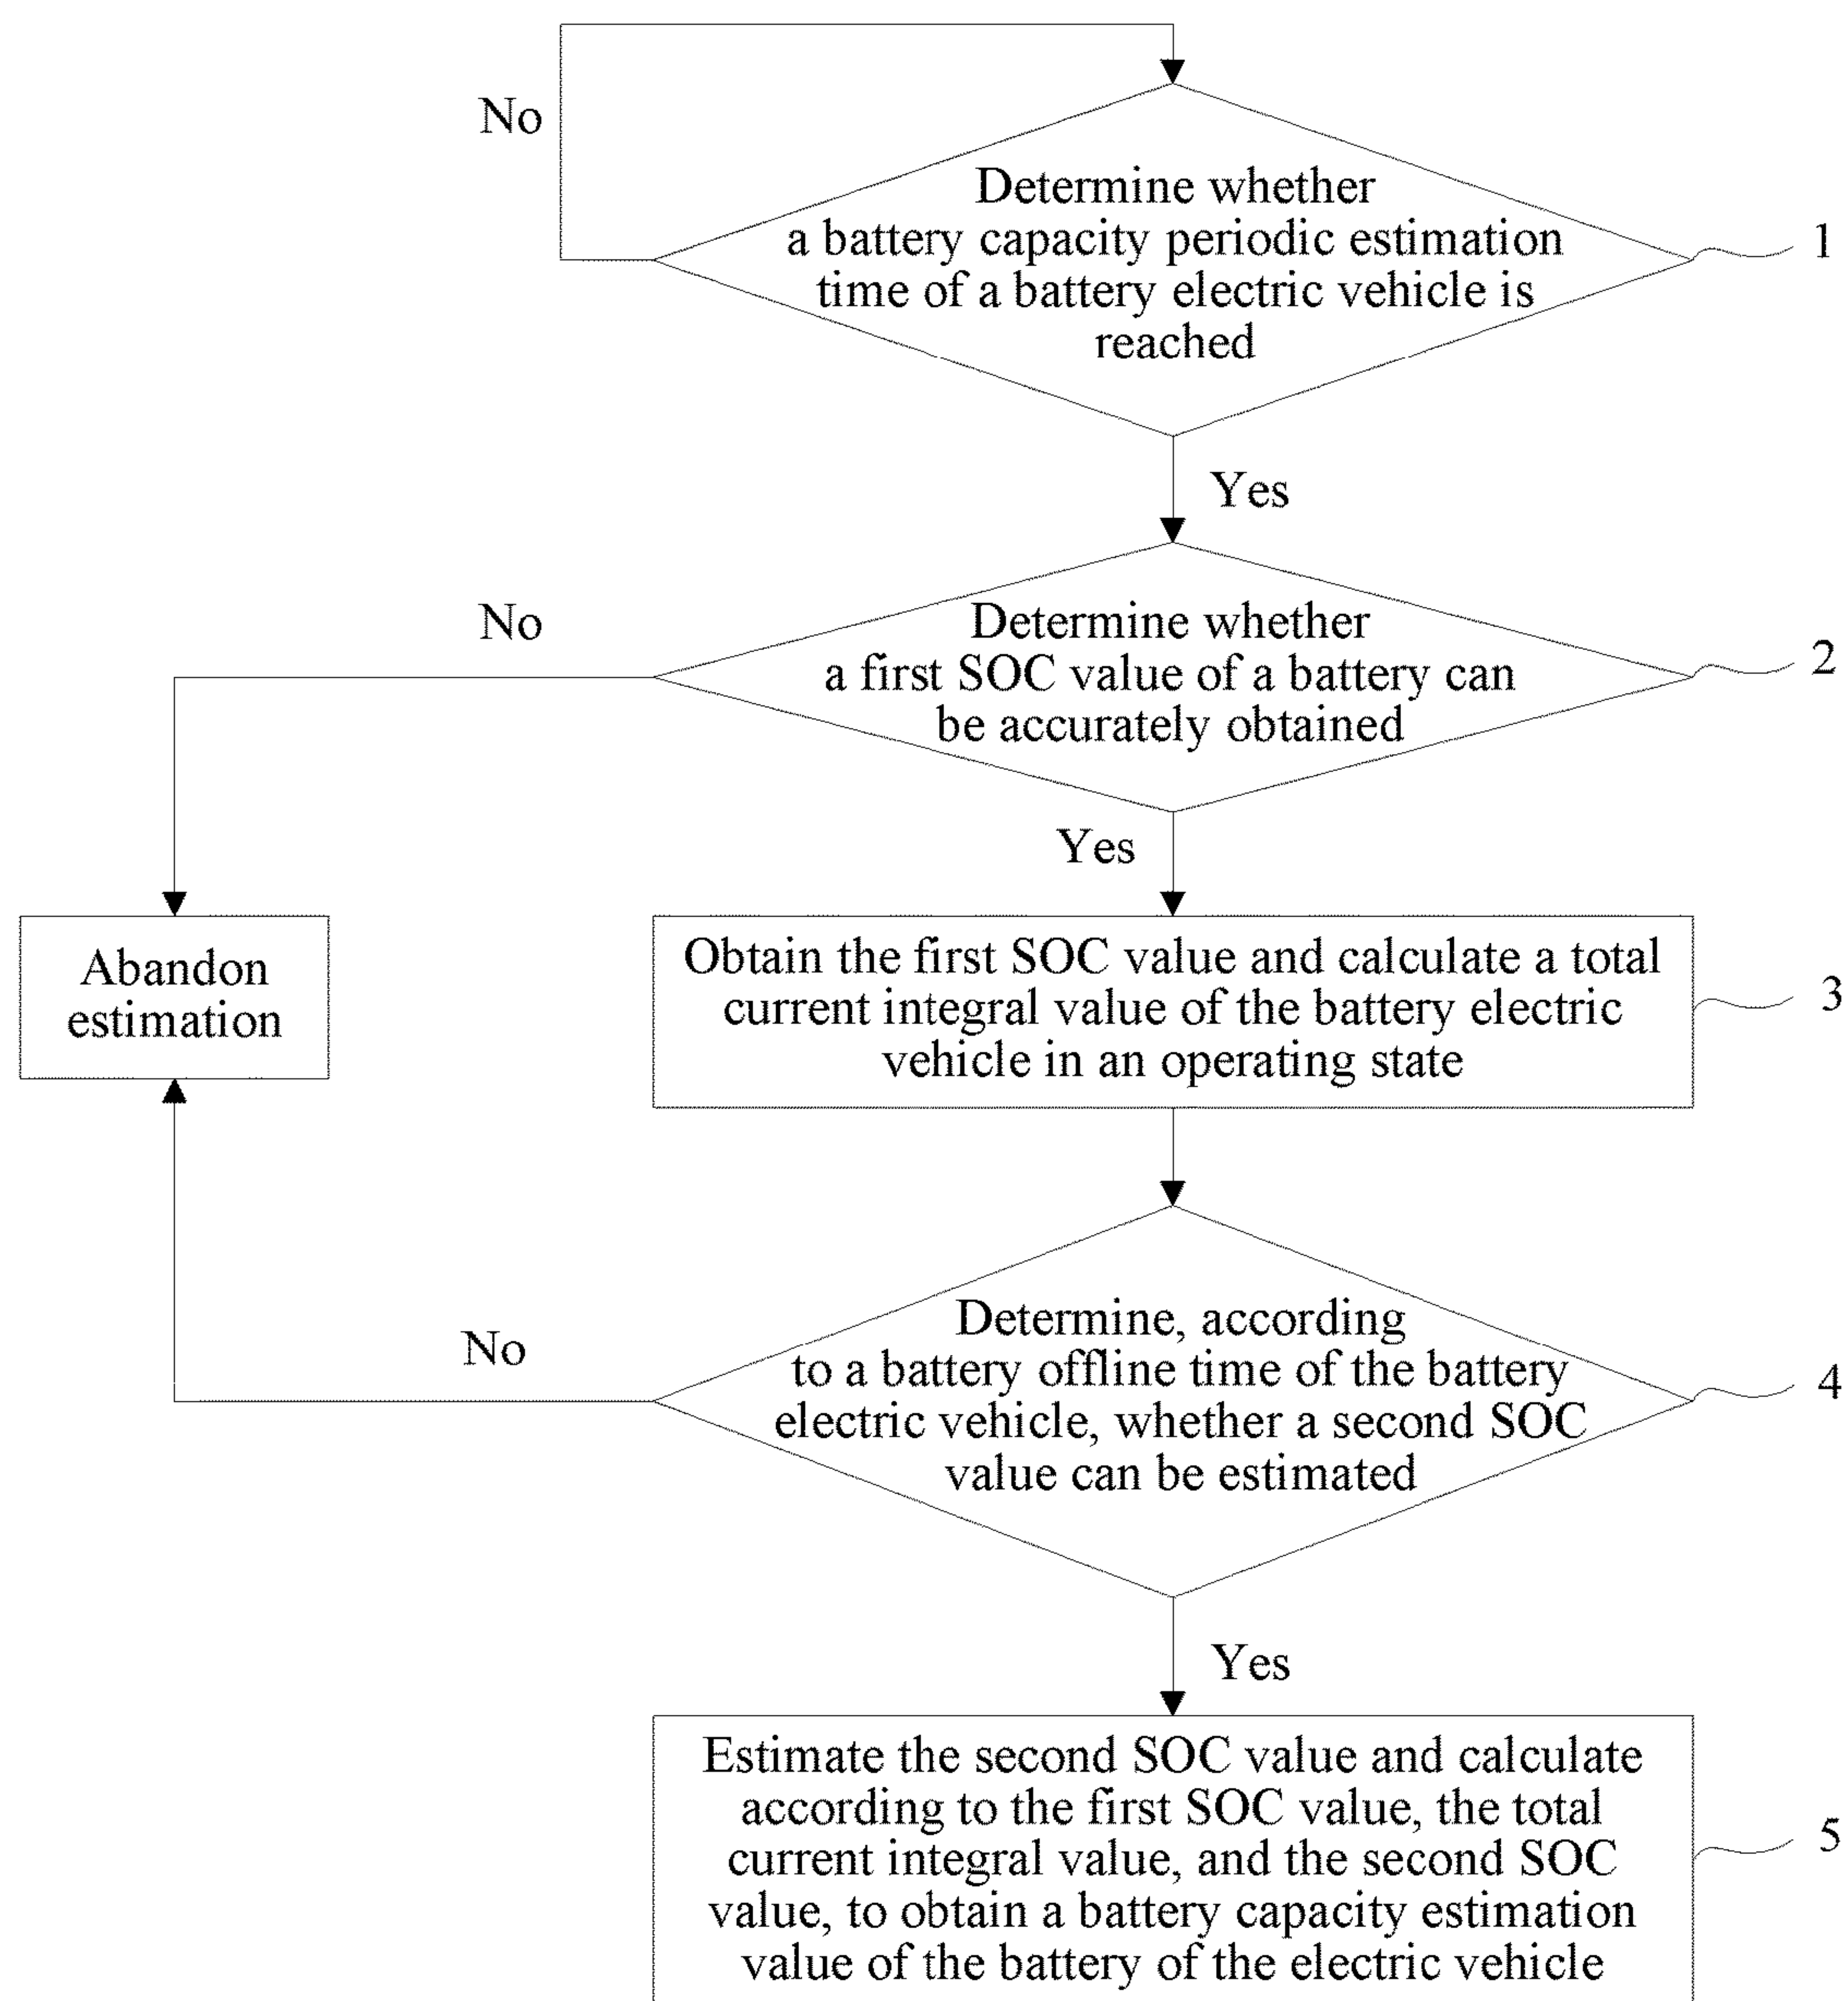 No
Determine whether
a battery capacity periodic estimation
time of a battery electric vehicle is
reached
1
Yes
No
Determine whether
a first SOC value of a battery can
be accurately obtained
2
Yes
Abandon
estimation
Obtain the first SOC value and calculate a total
current integral value of the battery electric
vehicle in an operating state
3
No
Determine, according
to a battery offline time of the battery
electric vehicle, whether a second SOC
value can be estimated
4
Yes
Estimate the second SOC value and calculate
according to the first SOC value, the total
current integral value, and the second SOC
value, to obtain a battery capacity estimation
value of the battery of the electric vehicle
5